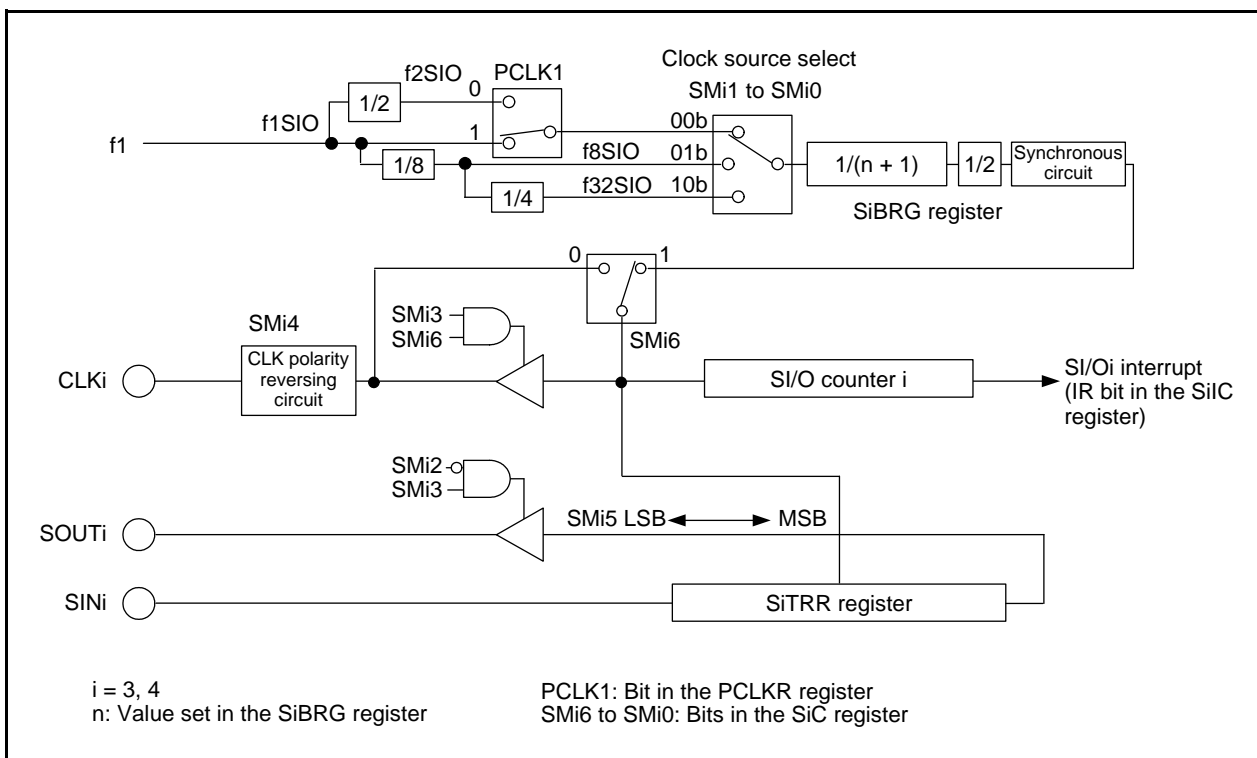 Clock source select
SMi1 to SMi0
f2SIO
PCLK1
0
1/2
00b
f1SIO
1
f1
f8SIO
01b
1/8
1/(n + 1)
1/2
Synchronous
circuit
f32SIO
10b
1/4
SiBRG register
0
1
SMi3
SMi6
SMi6
SMi4
CLK polarity
reversing
circuit
CLKi
SI/O counter i
SI/Oi interrupt
(IR bit in the SiIC
register)
SMi2
SMi3
SMi5 LSB
MSB
SOUTi
SINi
SiTRR register
i = 3, 4
n: Value set in the SiBRG register
PCLK1: Bit in the PCLKR register
SMi6 to SMi0: Bits in the SiC register